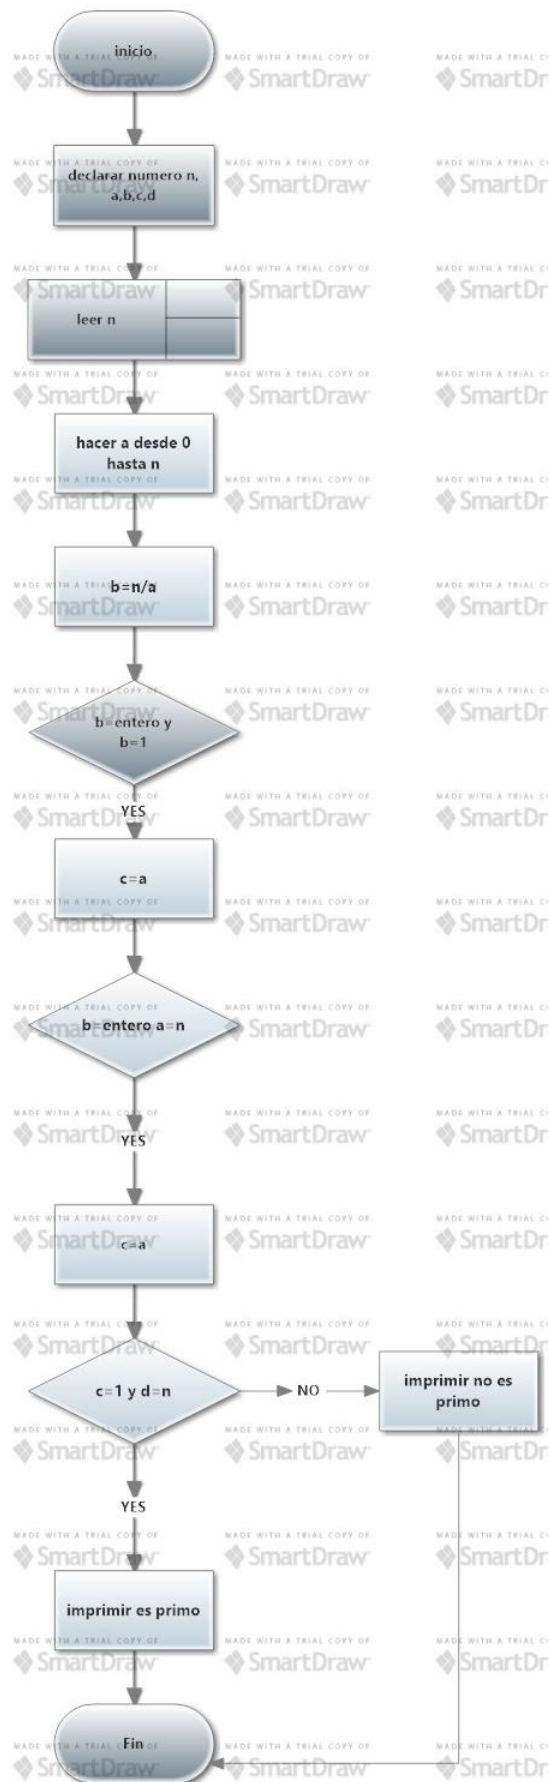 inicio
declarar numero n,
a,b,c,d
leer n
hacer a desde 0
hasta n
b=n/a
b=entero y
b=1
YES
c=a
b=entero a=n
YES
c=a
c=1 y d=n
NO
imprimir no es
primo
YES
imprimir es primo
Fin
MADE WITH A TRIAL COPY OF
SmartDraw